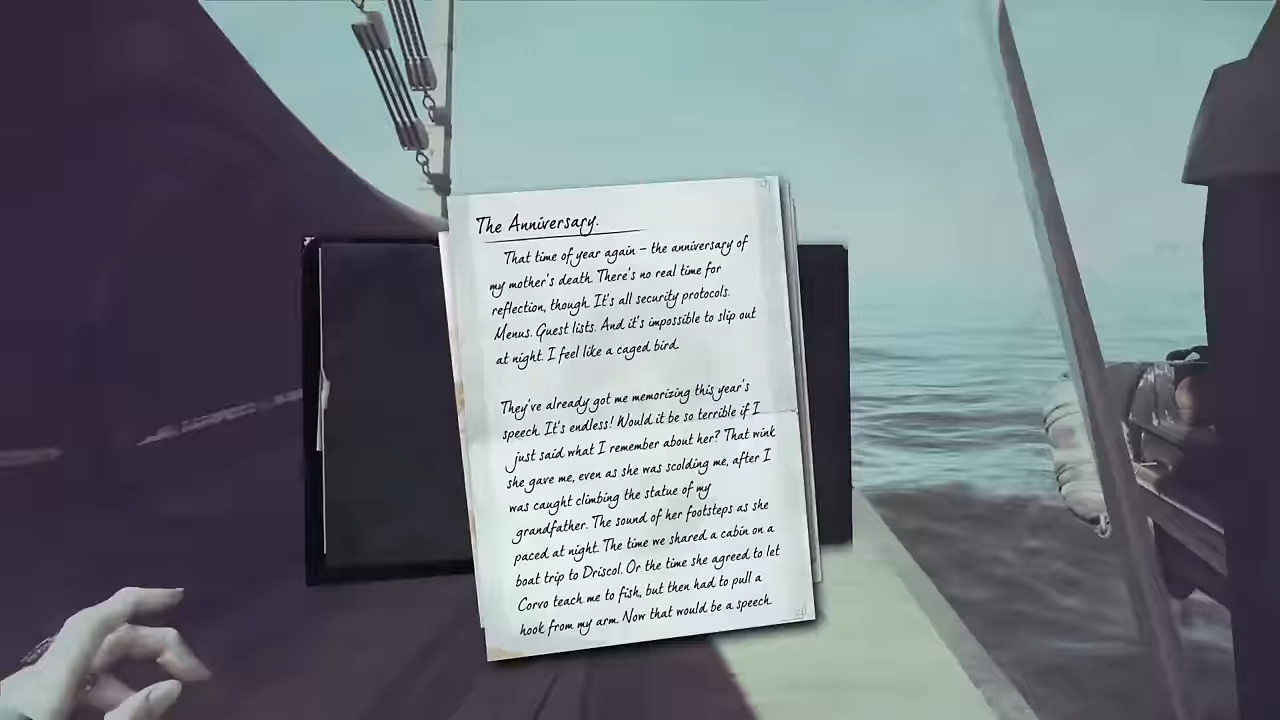 The Anniversary.
That time of year again – the anniversary of
my mother's death. There's no real time for
reflection, though. It's all security protocols.
Menus. Guest lists. And it's impossible to slip out
at night. I feel like a caged bird.
They've already got me memorizing this year's
speech. It's endless! Would it be so terrible if I
just said what I remember about her? That wink
she gave me, even as she was scolding me, after I
was caught climbing the statue of my
grandfather. The sound of her footsteps as she
paced at night. The time we shared a cabin on a
boat trip to Driscol. Or the time she agreed to let
Corvo teach me to fish, but then had to pull a
hook from my arm. Now that would be a speech.